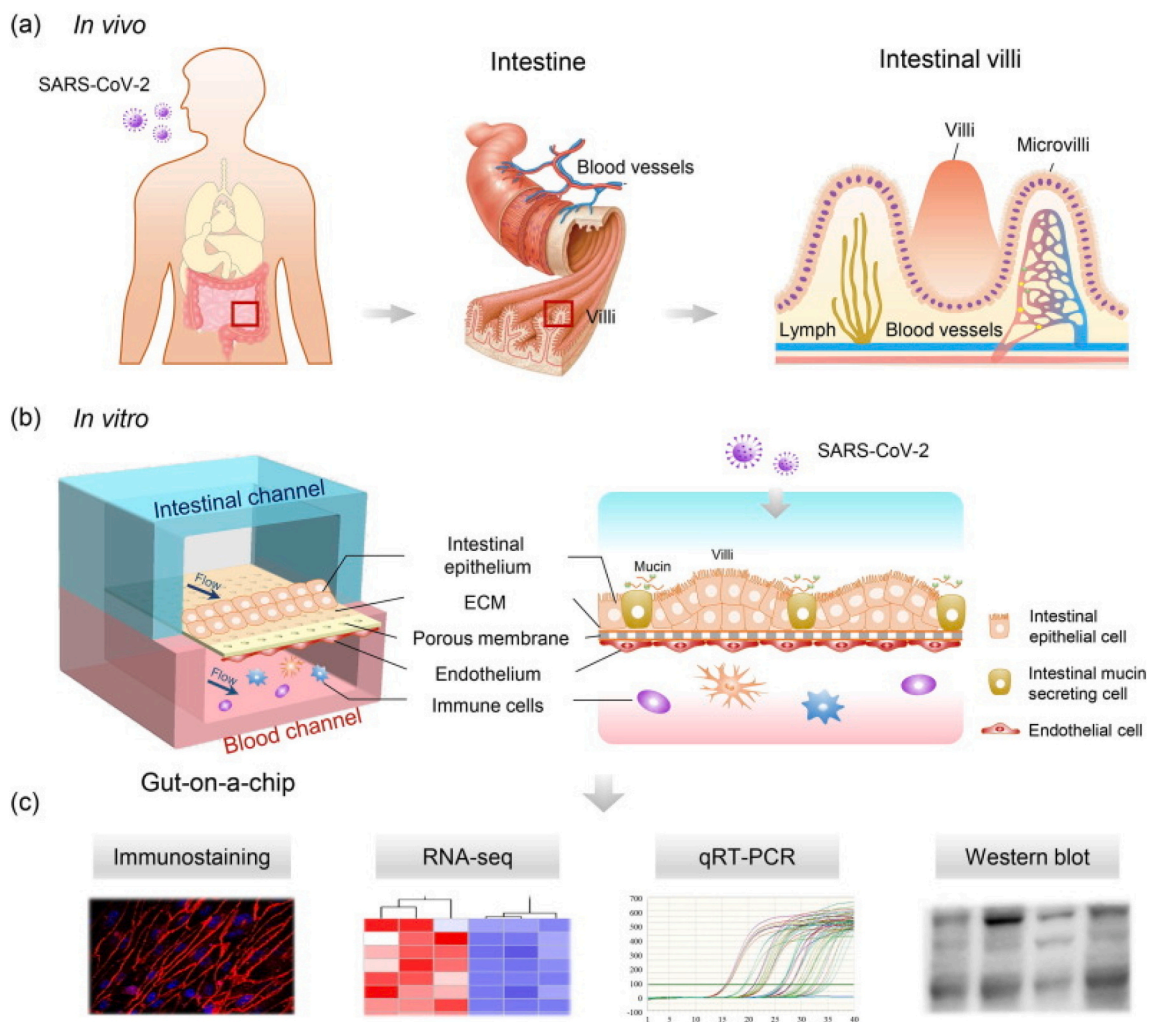 (a) In vivo
SARS-CoV-2
Intestine
Blood vessels
Villi
Intestinal villi
Villi
Microvilli
Lymph
Blood vessels
(b) In vitro
Intestinal channel
Flow
Flow
Blood channel
Gut-on-a-chip
Intestinal
epithelium
ECM
Porous membrane
Endothelium
Immune cells
SARS-CoV-2
Mucin
Villi
Intestinal
epithelial cell
Intestinal mucin
secreting cell
Endothelial cell
(c)
Immunostaining
RNA-seq
qRT-PCR
Western blot
700
600
500
400
300
200
100
0
-100
1 5 10 15 20 25 30 35 40